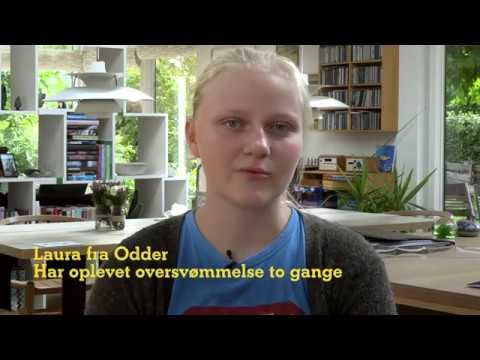 Laura fra Odder
Har oplevet oversvømmelse to gange